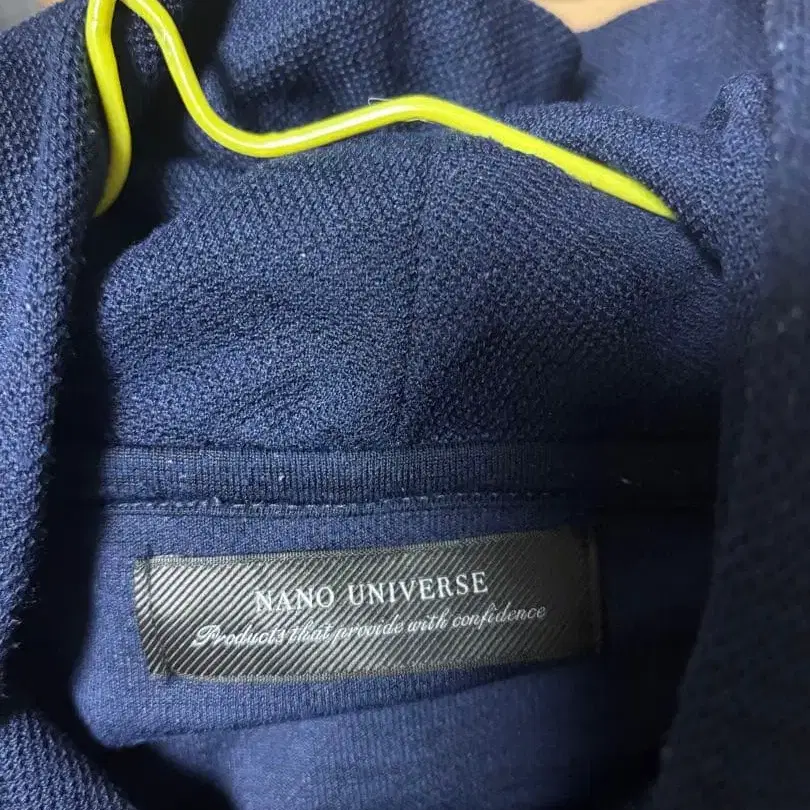 NANO UNIVERSE
Products that provide with confidence